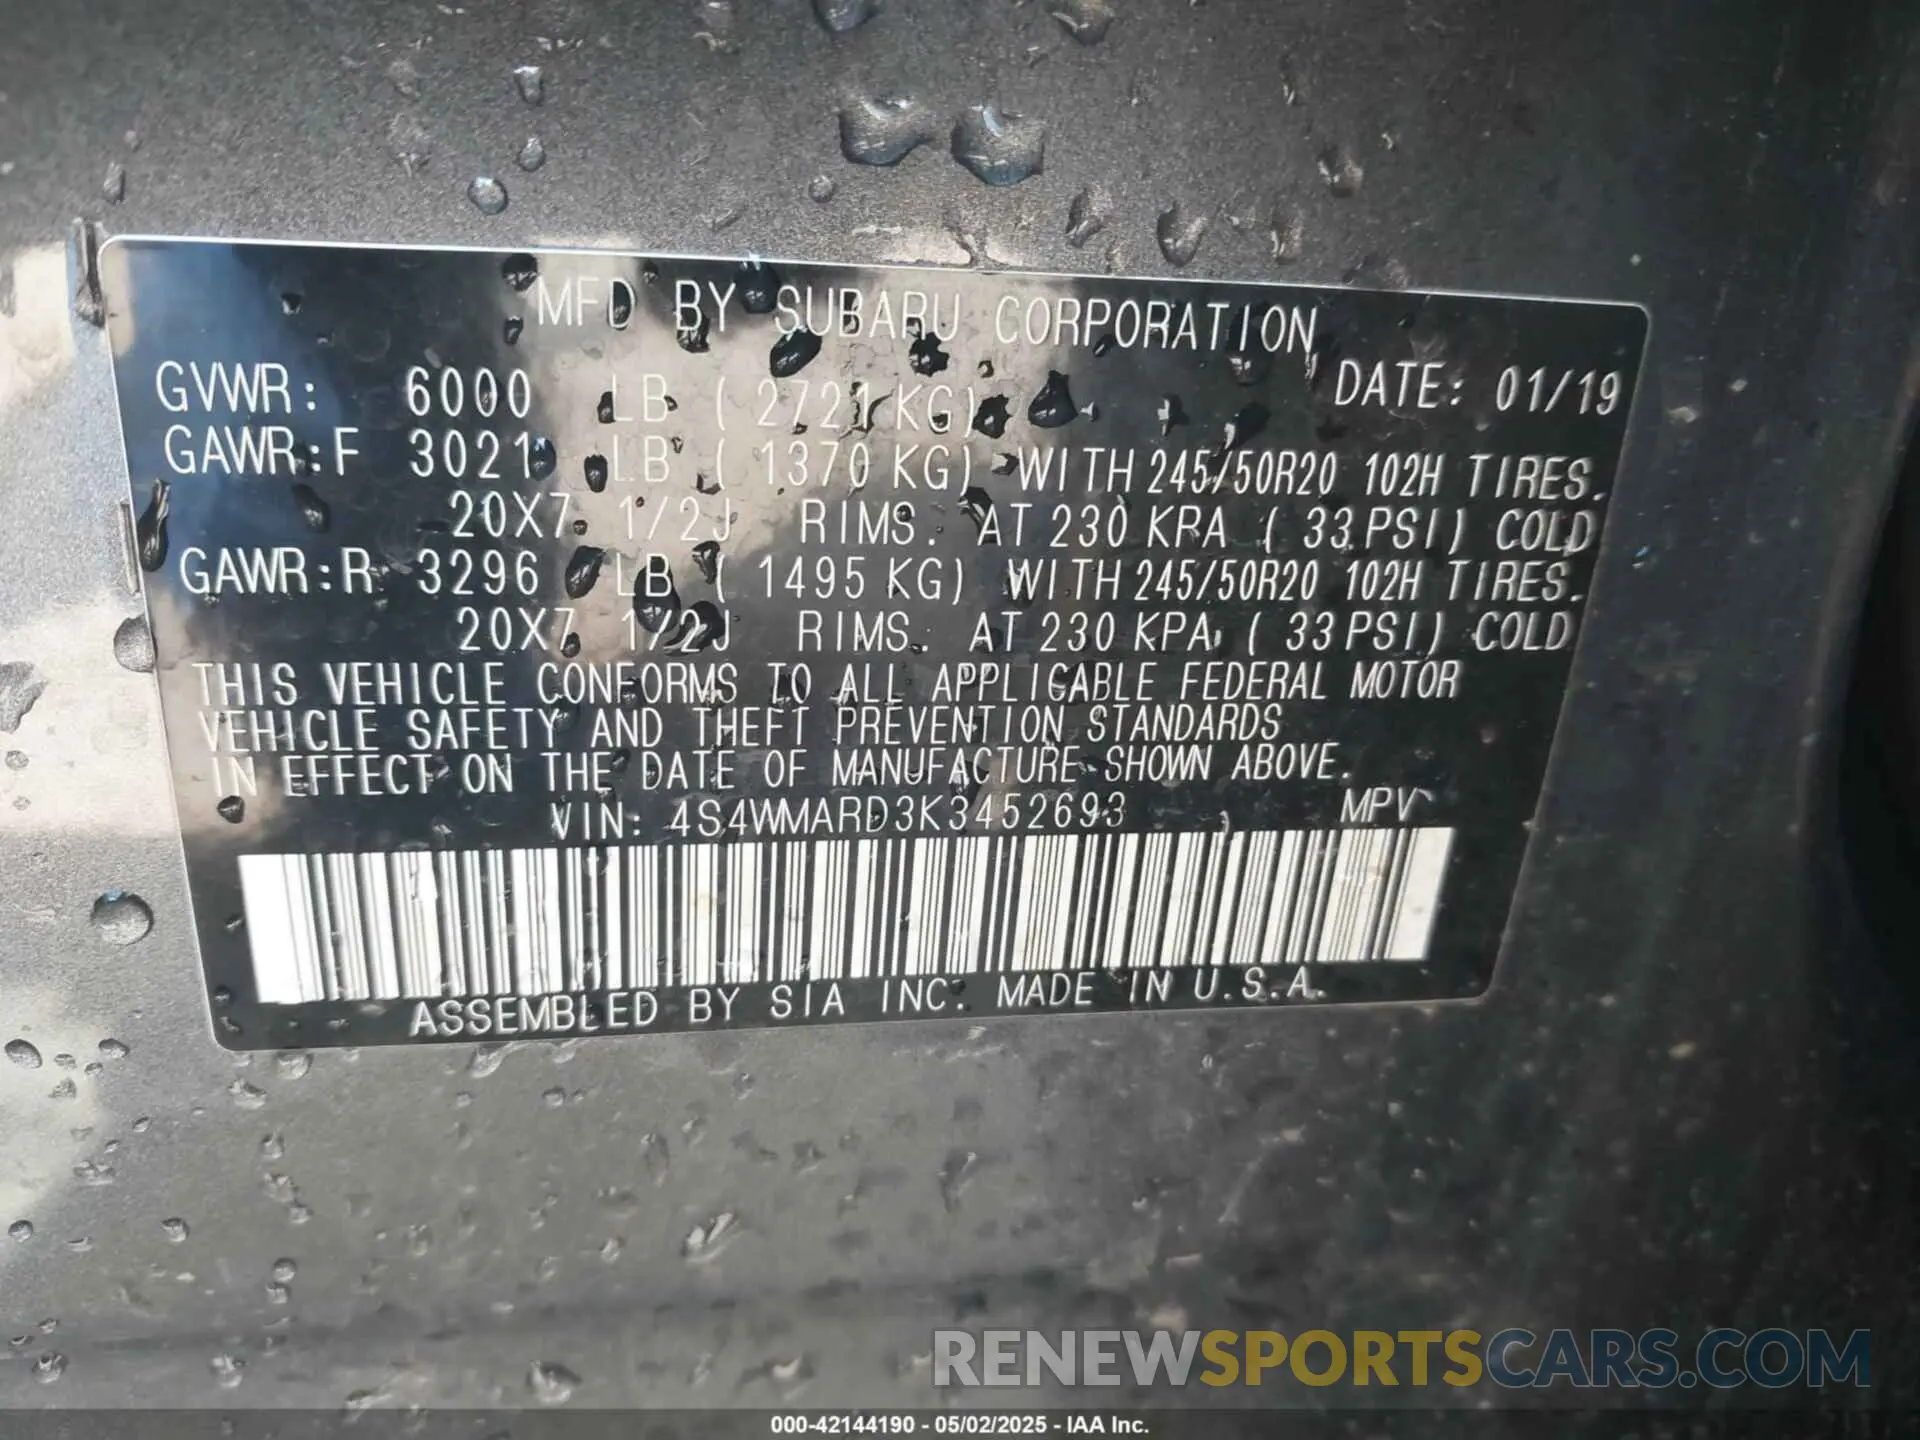 MFD BY SUBARU CORPORATION
GVWR: 6000 LB ( 2721 KG) DATE: 01/19
GAWR:F 3021 LB ( 1370 KG) WITH 245/50R20 102H TIRES.
20X7 1/2J RIMS. AT 230 KPA ( 33 PSI) COLD
GAWR:R 3296 LB ( 1495 KG) WITH 245/50R20 102H TIRES.
20X7 1/2J RIMS. AT 230 KPA ( 33 PSI) COLD
THIS VEHICLE CONFORMS TO ALL APPLICABLE FEDERAL MOTOR
VEHICLE SAFETY AND THEFT PREVENTION STANDARDS
IN EFFECT ON THE DATE OF MANUFACTURE SHOWN ABOVE.
VIN: 4S4WMARD3K3452693 MPV
ASSEMBLED BY SIA INC. MADE IN U.S.A.
RENEWSPORTSCARS.COM
000-42144190 - 05/02/2025 - IAA Inc.